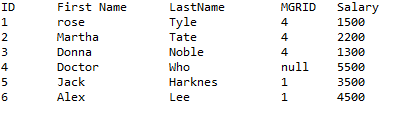 ID First Name LastName MGRID Salary
1 rose Tyle 4 1500
2 Martha Tate 4 2200
3 Donna Noble 4 1300
4 Doctor Who null 5500
5 Jack Harknes 1 3500
6 Alex Lee 1 4500